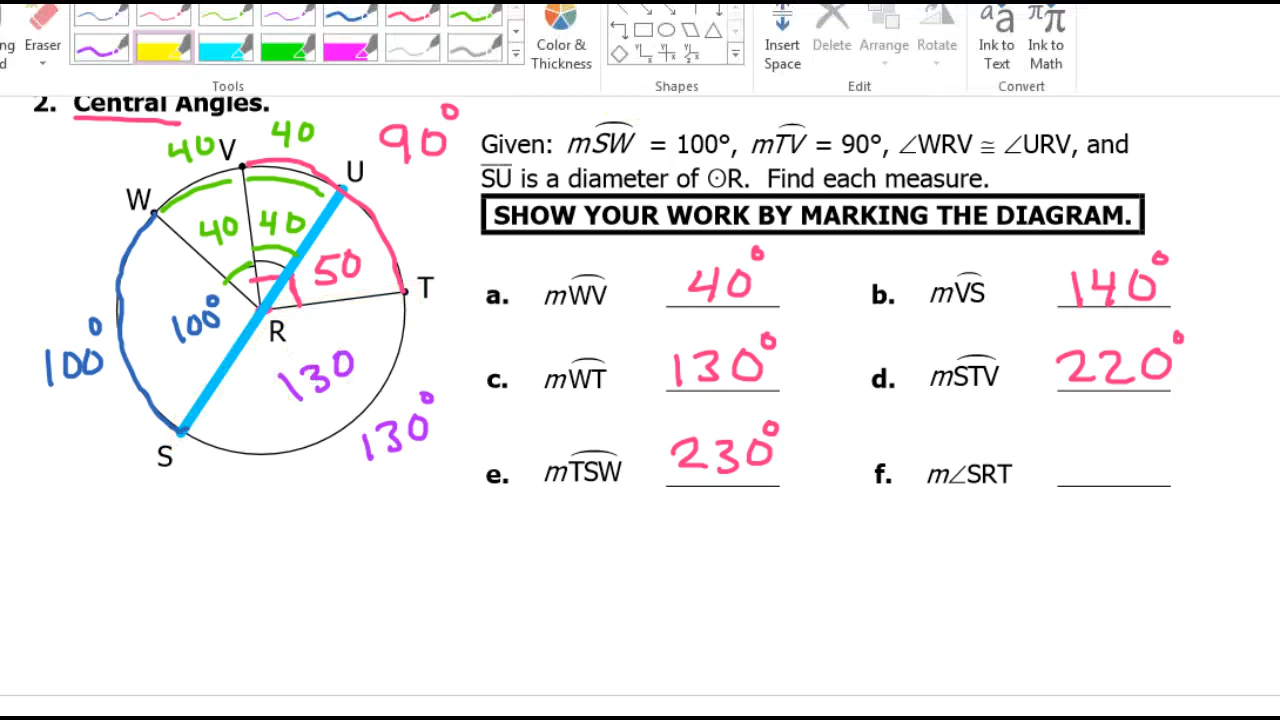 Eraser
Color &
Thickness
Insert
Space
Delete
Arrange
Rotate
Ink to
Text
Ink to
Math
Tools
Shapes
Edit
Convert
2. Central Angles.
40 40 90°
V U
W
40 40 50
T
100°
100°
R
130
130°
S
Given: mSW = 100°, mTV = 90°, ∠WRV ≅ ∠URV, and
SU is a diameter of ⊙R. Find each measure.
SHOW YOUR WORK BY MARKING THE DIAGRAM.
a. mWV 40°
b. mVS 140°
c. mWT 130°
d. mSTV 220°
e. mTSW 230°
f. m∠SRT